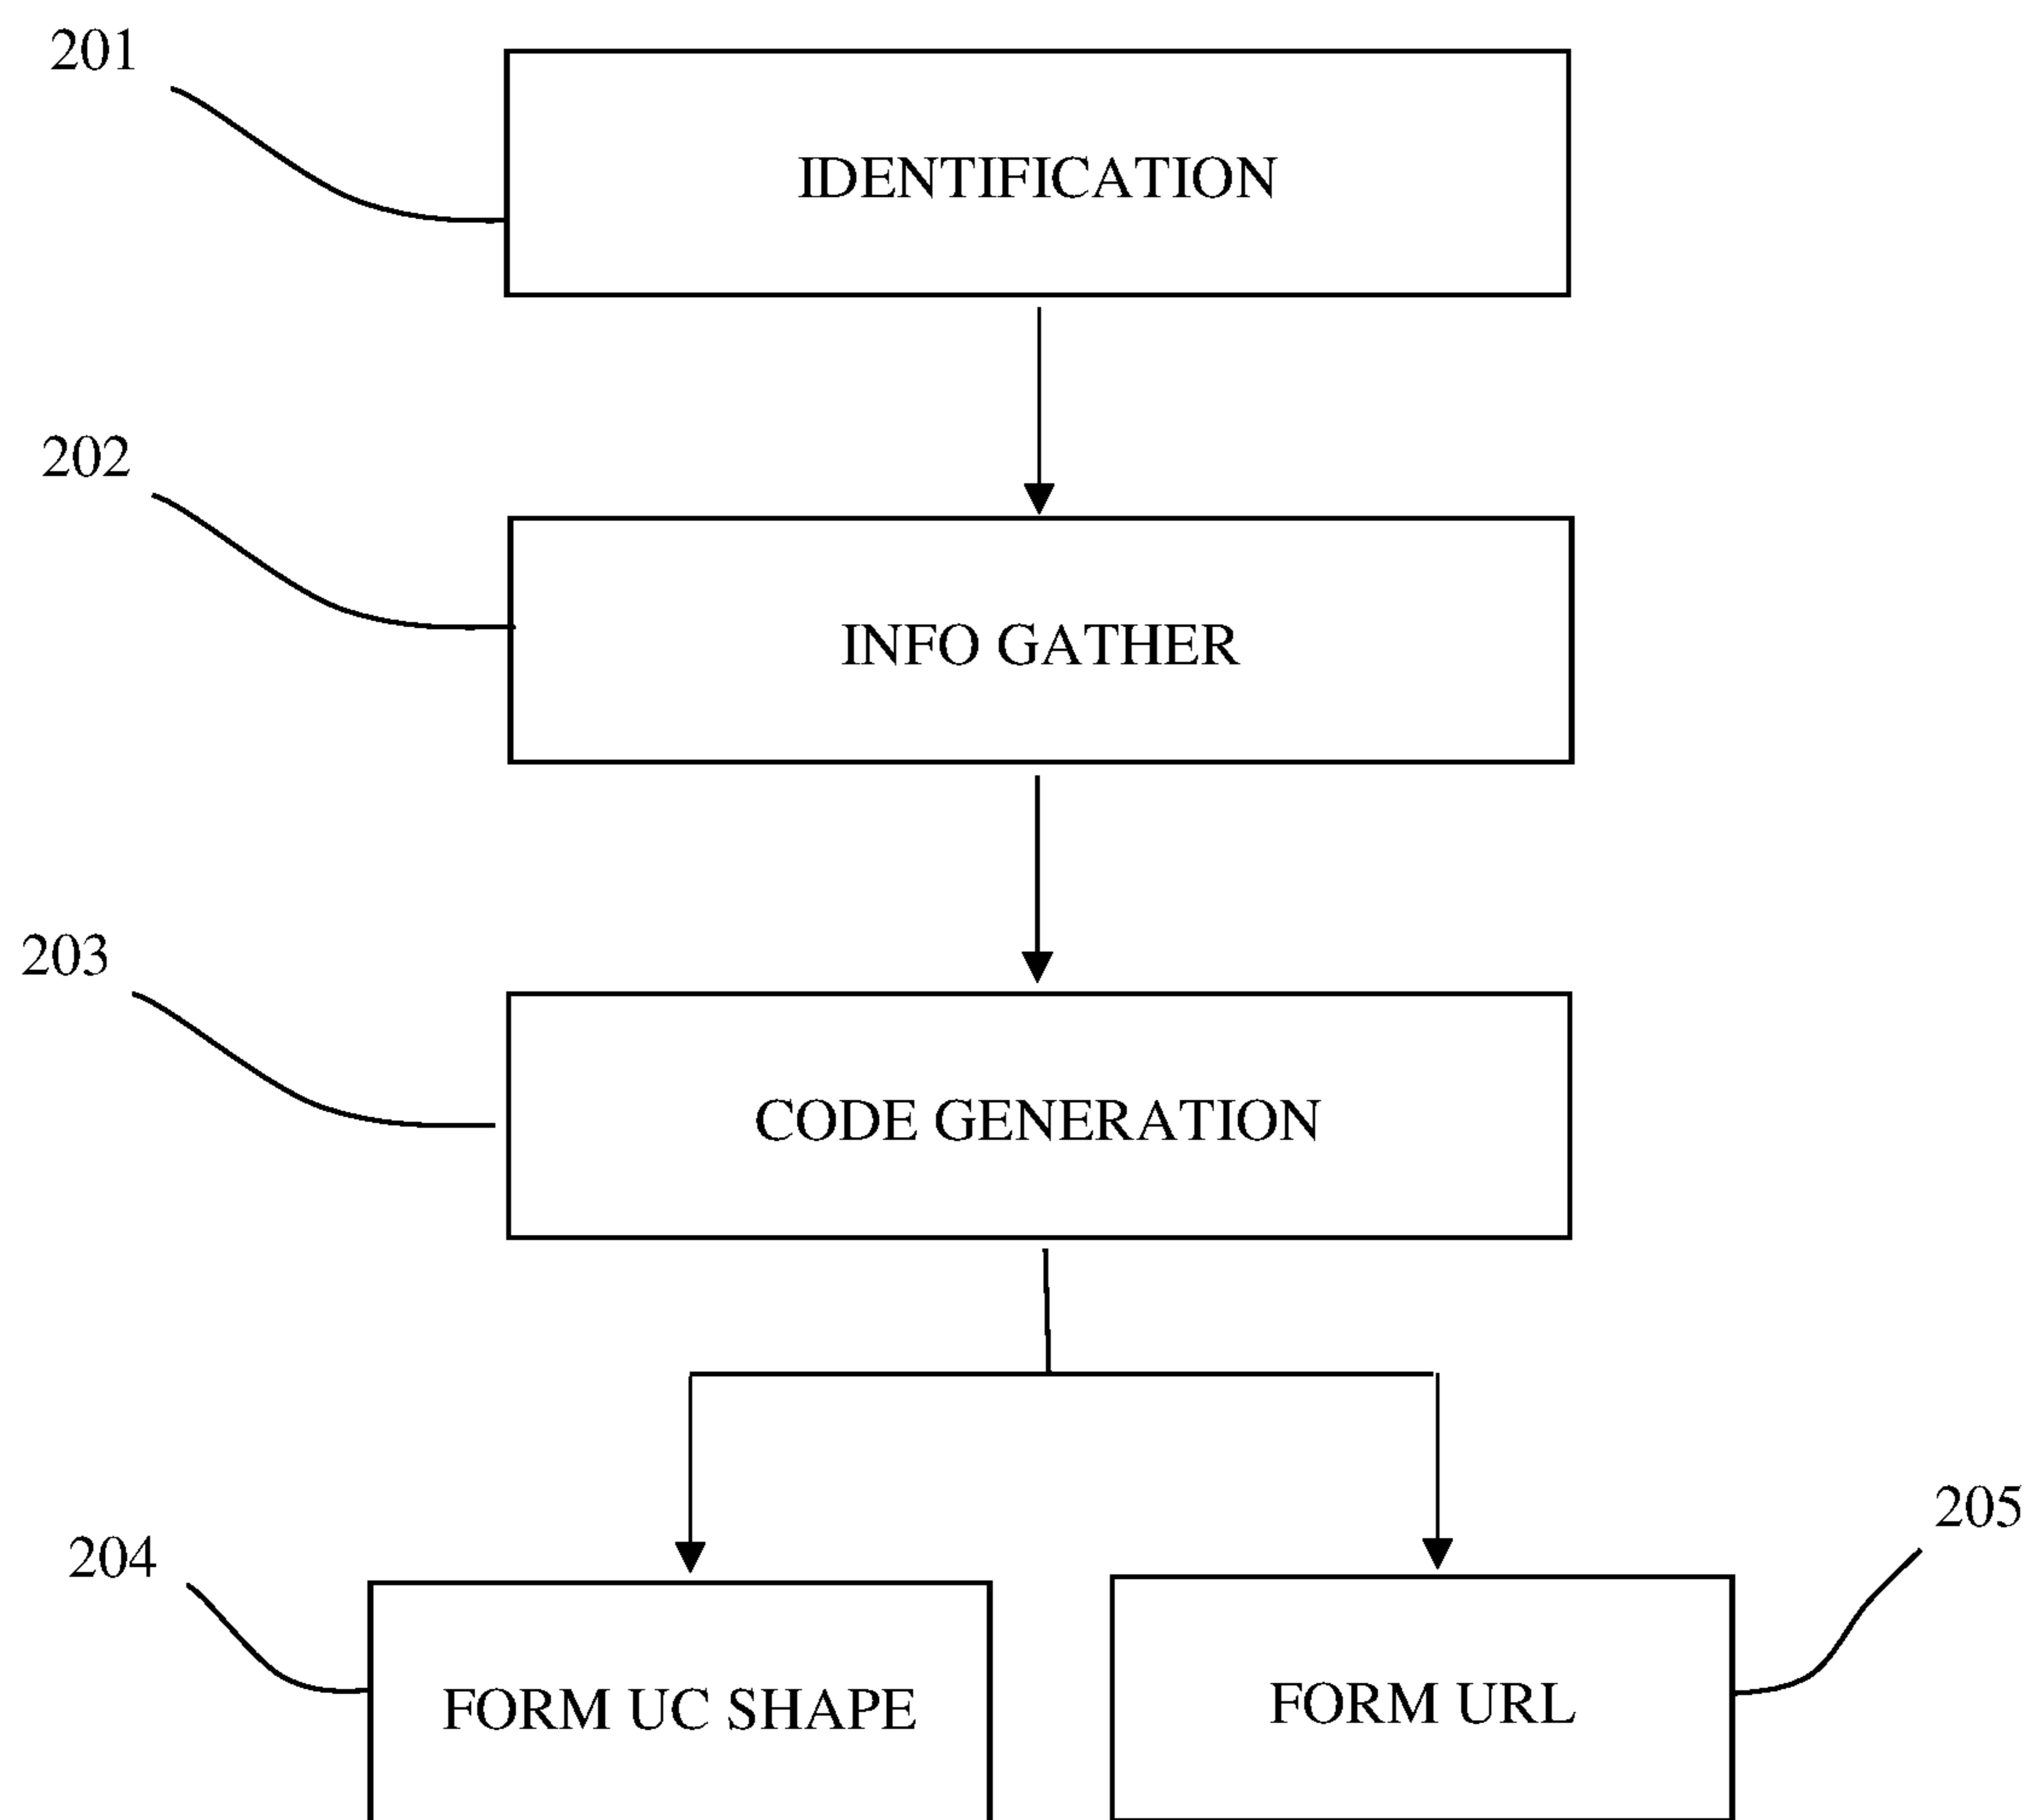 201
IDENTIFICATION
202
INFO GATHER
203
CODE GENERATION
205
204
FORM UC SHAPE
FORM URL